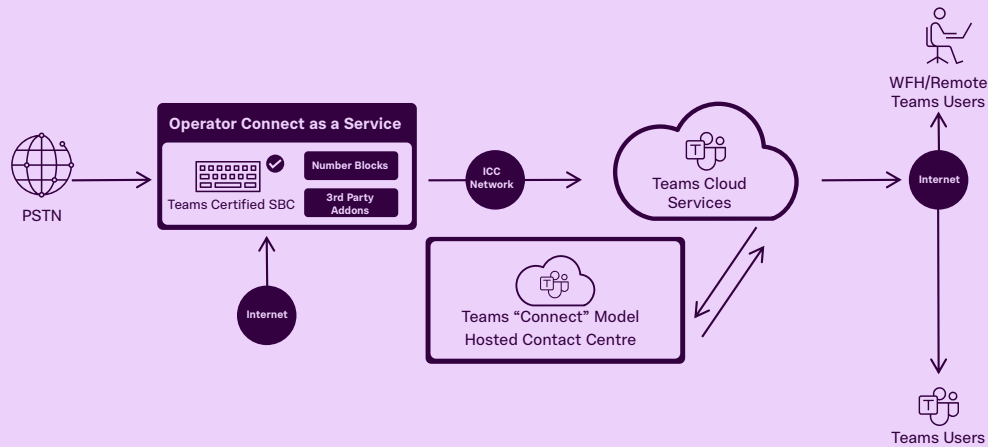 WFH/Remote
Teams Users
Operator Connect as a Service
Number Blocks
3rd Party
Addons
Teams Certified SBC
PSTN
ICC
Network
T
Teams Cloud
Services
Internet
Internet
T
Teams “Connect” Model
Hosted Contact Centre
T
Teams Users